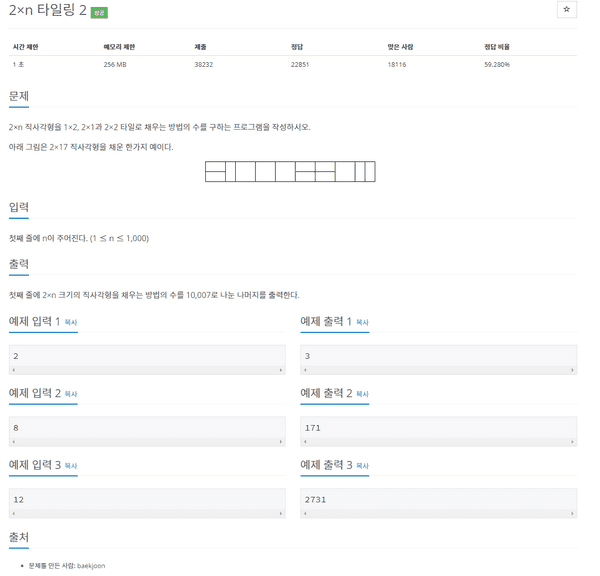 2×n 타일링 2 성공
☆
시간 제한 메모리 제한 제출 정답 맞은 사람 정답 비율
1 초 256 MB 38232 22851 18116 59.280%
문제
2×n 직사각형을 1×2, 2×1과 2×2 타일로 채우는 방법의 수를 구하는 프로그램을 작성하시오.
아래 그림은 2×17 직사각형을 채운 한가지 예이다.
입력
첫째 줄에 n이 주어진다. (1 ≤ n ≤ 1,000)
출력
첫째 줄에 2×n 크기의 직사각형을 채우는 방법의 수를 10,007로 나눈 나머지를 출력한다.
예제 입력 1 복사 예제 출력 1 복사
2 3
예제 입력 2 복사 예제 출력 2 복사
8 171
예제 입력 3 복사 예제 출력 3 복사
12 2731
출처
• 문제를 만든 사람: baekjoon